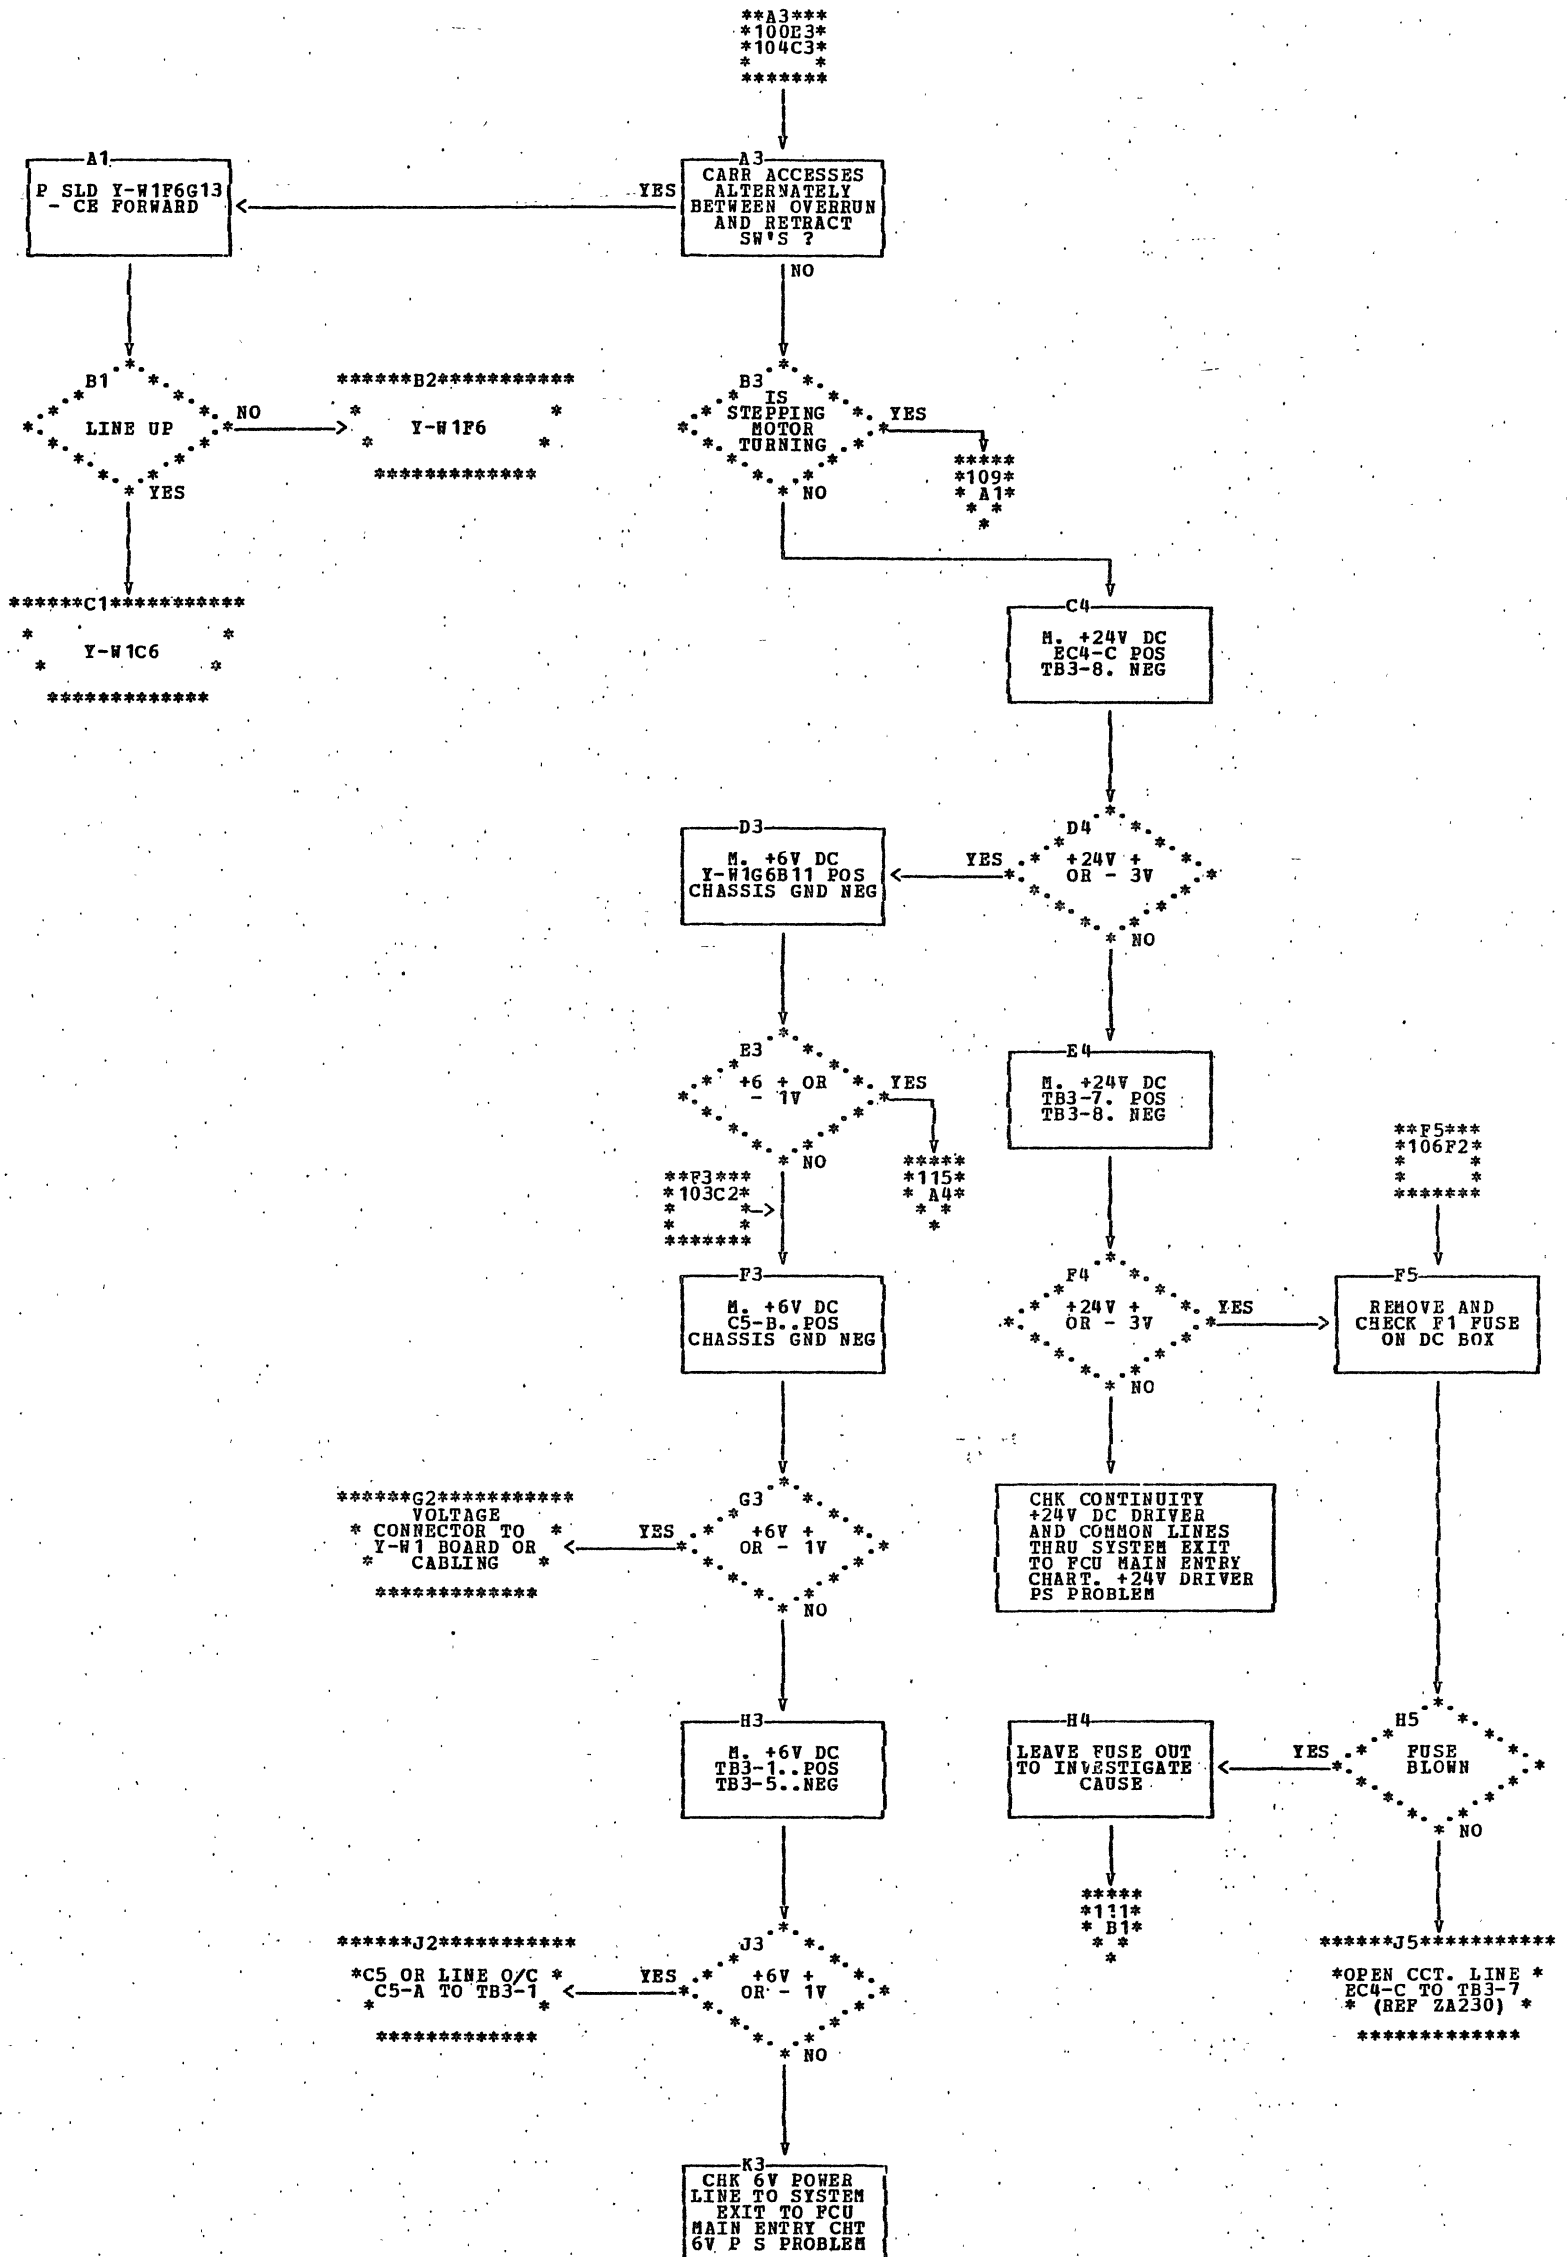 **A3***
*100E3*
*104C3*
* *
*******
A1
P SLD Y-W1F6G13
- CE FORWARD
YES
A3
CARR ACCESSES
ALTERNATELY
BETWEEN OVERRUN
AND RETRACT
SW'S ?
NO
B1
LINE UP
NO
YES
******B2***********
* *
Y-W1F6
* *
*************
B3
IS
STEPPING
MOTOR
TURNING
YES
NO
*****
*109*
* A1*
* *
*
******C1***********
* *
Y-W1C6
* *
*************
C4
M. +24V DC
EC4-C POS
TB3-8. NEG
D3
M. +6V DC
Y-W1G6B11 POS
CHASSIS GND NEG
YES
D4
+24V +
OR - 3V
NO
E3
+6 + OR
- 1V
YES
NO
*****
*115*
* A4*
* *
*
E4
M. +24V DC
TB3-7. POS
TB3-8. NEG
**F3***
*103C2*
* *
* *
*******
**F5***
*106F2*
* *
* *
*******
F3
M. +6V DC
C5-B..POS
CHASSIS GND NEG
F4
+24V +
OR - 3V
YES
NO
F5
REMOVE AND
CHECK F1 FUSE
ON DC BOX
******G2***********
VOLTAGE
* CONNECTOR TO *
Y-W1 BOARD OR
* CABLING *
*************
YES
G3
+6V +
OR - 1V
NO
CHK CONTINUITY
+24V DC DRIVER
AND COMMON LINES
THRU SYSTEM EXIT
TO FCU MAIN ENTRY
CHART. +24V DRIVER
PS PROBLEM
H3
M. +6V DC
TB3-1..POS
TB3-5..NEG
H4
LEAVE FUSE OUT
TO INVESTIGATE
CAUSE
YES
H5
FUSE
BLOWN
NO
*****
*111*
* B1*
* *
*
******J2***********
*C5 OR LINE O/C *
C5-A TO TB3-1
* *
*************
YES
J3
+6V +
OR - 1V
NO
******J5***********
*OPEN CCT. LINE *
EC4-C TO TB3-7
* (REF ZA230) *
*************
K3
CHK 6V POWER
LINE TO SYSTEM
EXIT TO FCU
MAIN ENTRY CHT
6V P S PROBLEM